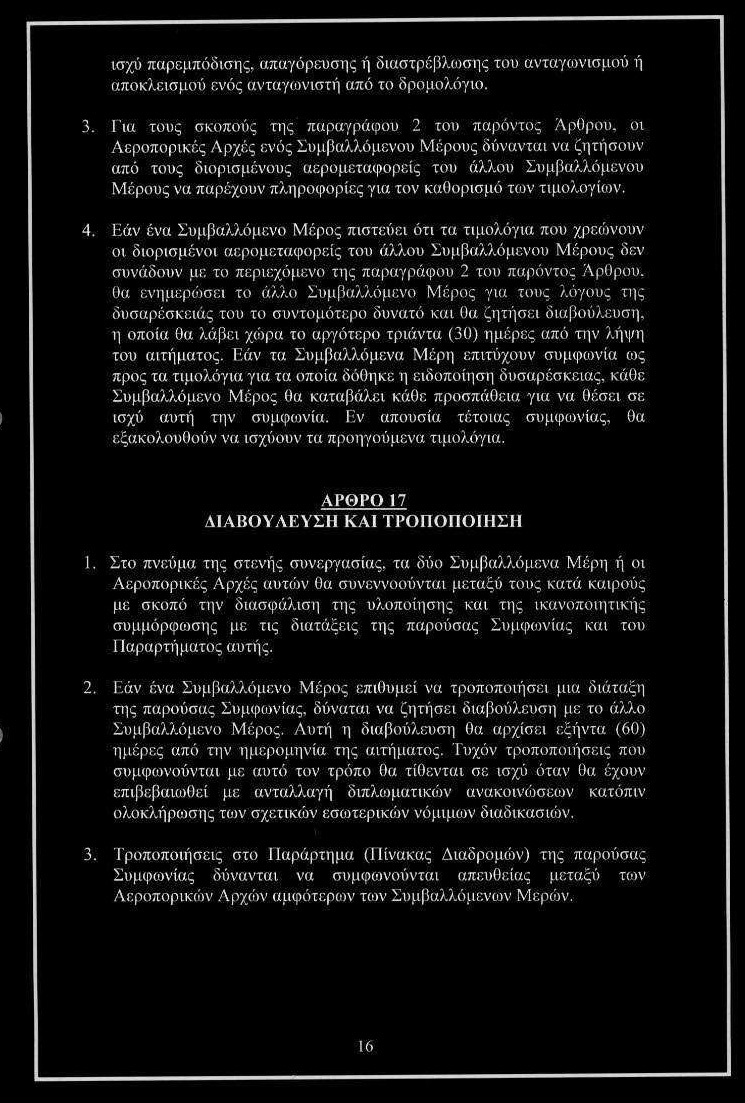 ισχύ παρεμπόδισης, απαγόρευσης ή διαστρέβλωσης του ανταγωνισμού ή
αποκλεισμού ενός ανταγωνιστή από το δρομολόγιο.
3. Για τους σκοπούς της παραγράφου 2 του παρόντος Άρθρου, οι
Αεροπορικές Αρχές ενός Συμβαλλόμενου Μέρους δύνανται να ζητήσουν
από τους διορισμένους αερομεταφορείς του άλλου Συμβαλλόμενου
Μέρους να παρέχουν πληροφορίες για τον καθορισμό των τιμολογίων.
4. Εάν ένα Συμβαλλόμενο Μέρος πιστεύει ότι τα τιμολόγια που χρεώνουν
οι διορισμένοι αερομεταφορείς του άλλου Συμβαλλόμενου Μέρους δεν
συνάδουν με το περιεχόμενο της παραγράφου 2 του παρόντος Άρθρου,
θα ενημερώσει το άλλο Συμβαλλόμενο Μέρος για τους λόγους της
δυσαρέσκειάς του το συντομότερο δυνατό και θα ζητήσει διαβούλευση,
η οποία θα λάβει χώρα το αργότερο τριάντα (30) ημέρες από την λήψη
του αιτήματος. Εάν τα Συμβαλλόμενα Μέρη επιτύχουν συμφωνία ως
προς τα τιμολόγια για τα οποία δόθηκε η ειδοποίηση δυσαρέσκειας, κάθε
Συμβαλλόμενο Μέρος θα καταβάλει κάθε προσπάθεια για να θέσει σε
ισχύ αυτή την συμφωνία. Εν απουσία τέτοιας συμφωνίας, θα
εξακολουθούν να ισχύουν τα προηγούμενα τιμολόγια.
ΑΡΘΡΟ 17
ΔΙΑΒΟΥΛΕΥΣΗ ΚΑΙ ΤΡΟΠΟΠΟΙΗΣΗ
1. Στο πνεύμα της στενής συνεργασίας, τα δύο Συμβαλλόμενα Μέρη ή οι
Αεροπορικές Αρχές αυτών θα συνεννοούνται μεταξύ τους κατά καιρούς
με σκοπό την διασφάλιση της υλοποίησης και της ικανοποιητικής
συμμόρφωσης με τις διατάξεις της παρούσας Συμφωνίας και του
Παραρτήματος αυτής.
2. Εάν ένα Συμβαλλόμενο Μέρος επιθυμεί να τροποποιήσει μια διάταξη
της παρούσας Συμφωνίας, δύναται να ζητήσει διαβούλευση με το άλλο
Συμβαλλόμενο Μέρος. Αυτή η διαβούλευση θα αρχίσει εξήντα (60)
ημέρες από την ημερομηνία της αιτήματος. Τυχόν τροποποιήσεις που
συμφωνούνται με αυτό τον τρόπο θα τίθενται σε ισχύ όταν θα έχουν
επιβεβαιωθεί με ανταλλαγή διπλωματικών ανακοινώσεων κατόπιν
ολοκλήρωσης των σχετικών εσωτερικών νόμιμων διαδικασιών.
3. Τροποποιήσεις στο Παράρτημα (Πίνακας Διαδρομών) της παρούσας
Συμφωνίας δύνανται να συμφωνούνται απευθείας μεταξύ των
Αεροπορικών Αρχών αμφότερων των Συμβαλλόμενων Μερών.
16